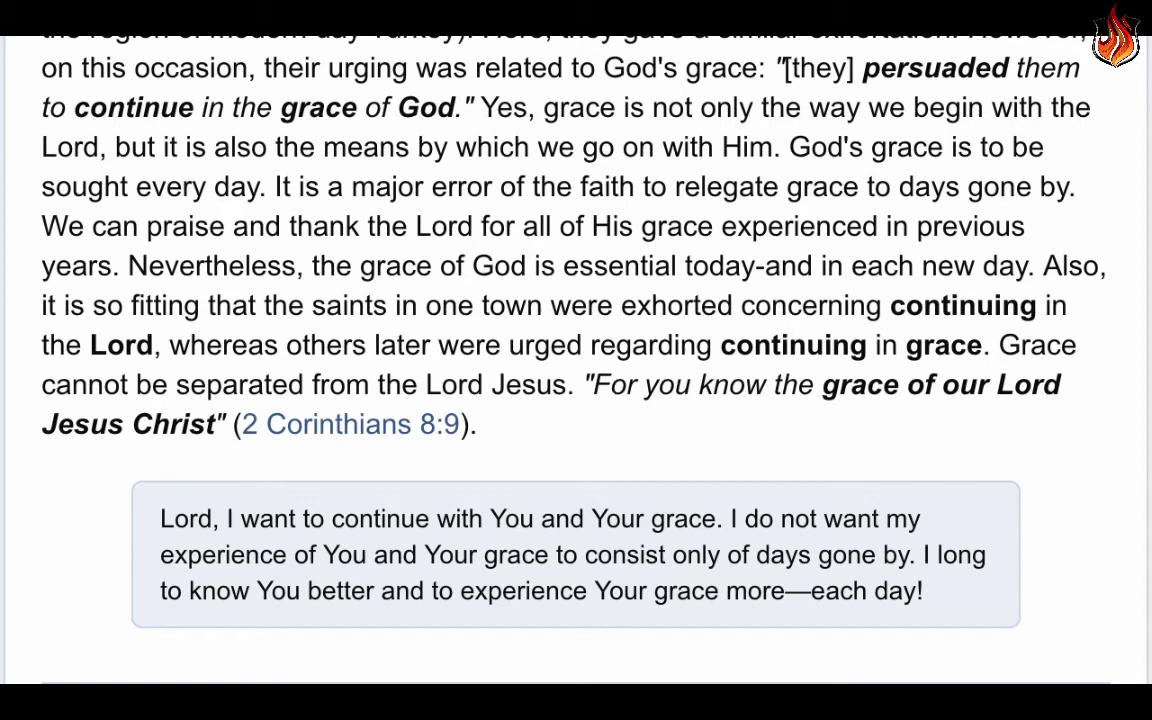 on this occasion, their urging was related to God's grace: "[they] persuaded them
to continue in the grace of God." Yes, grace is not only the way we begin with the
Lord, but it is also the means by which we go on with Him. God's grace is to be
sought every day. It is a major error of the faith to relegate grace to days gone by.
We can praise and thank the Lord for all of His grace experienced in previous
years. Nevertheless, the grace of God is essential today-and in each new day. Also,
it is so fitting that the saints in one town were exhorted concerning continuing in
the Lord, whereas others later were urged regarding continuing in grace. Grace
cannot be separated from the Lord Jesus. "For you know the grace of our Lord
Jesus Christ" (2 Corinthians 8:9).
Lord, I want to continue with You and Your grace. I do not want my
experience of You and Your grace to consist only of days gone by. I long
to know You better and to experience Your grace more—each day!